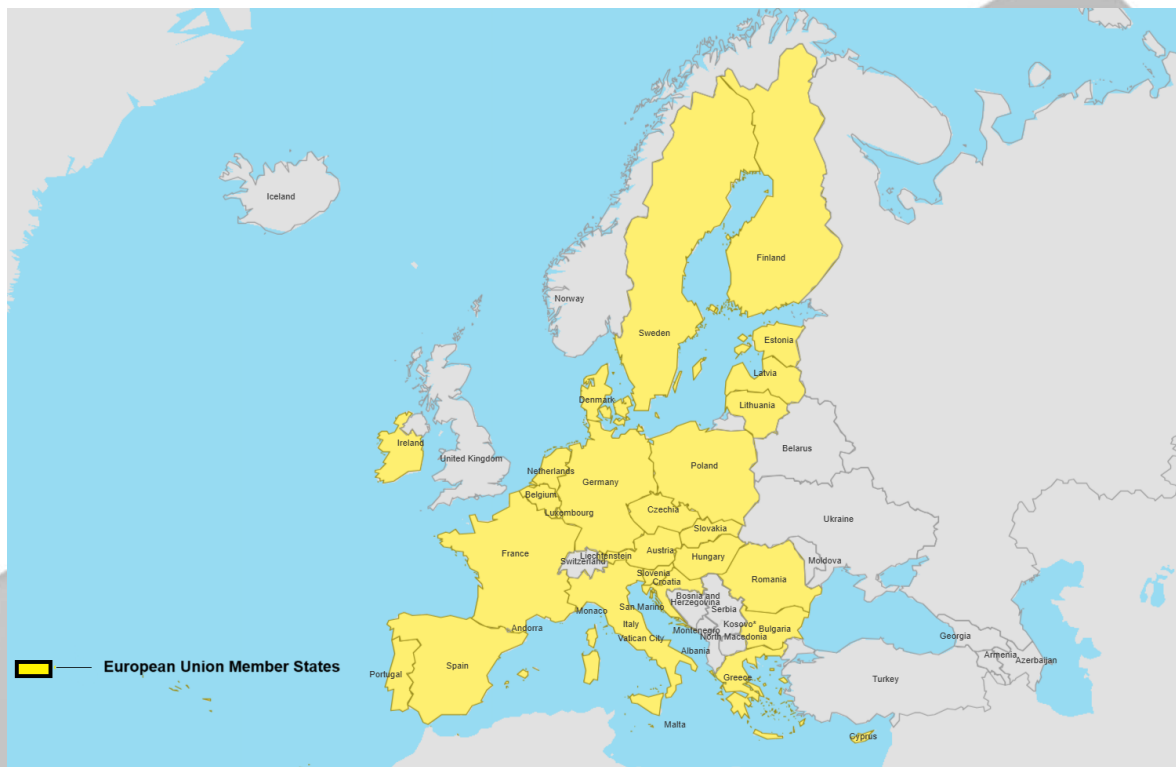 Iceland
Finland
Norway
Sweden
Estonia
Latvia
Denmark
Lithuania
Ireland
Belarus
United Kingdom
Netherlands
Poland
Germany
Belgium
Czechia
Luxembourg
Ukraine
Slovakia
Austria
France
Liechtenstein
Hungary
Switzerland
Moldova
Slovenia
Romania
Croatia
Bosnia and
Herzegovina
San Marino
Serbia
Monaco
Italy
Kosovo*
Andorra
Montenegro
Bulgaria
Vatican City
North Macedonia
Georgia
Albania
Armenia
Azerbaijan
European Union Member States
Spain
Portugal
Greece
Turkey
Malta
Cyprus